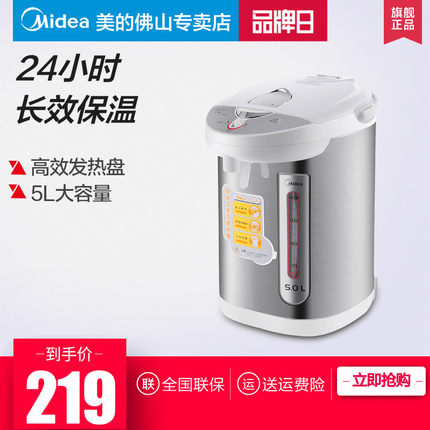 Midea 美的佛山专卖店 品牌日 旗舰正品
24小时
长效保温
高效发热盘
5L大容量
Midea
5.0L
到手价
219
联 全国联保 运 送运费险 立即抢购